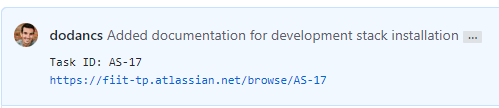 dodancs Added documentation for development stack installation ...
Task ID: AS-17
https://fiit-tp.atlassian.net/browse/AS-17